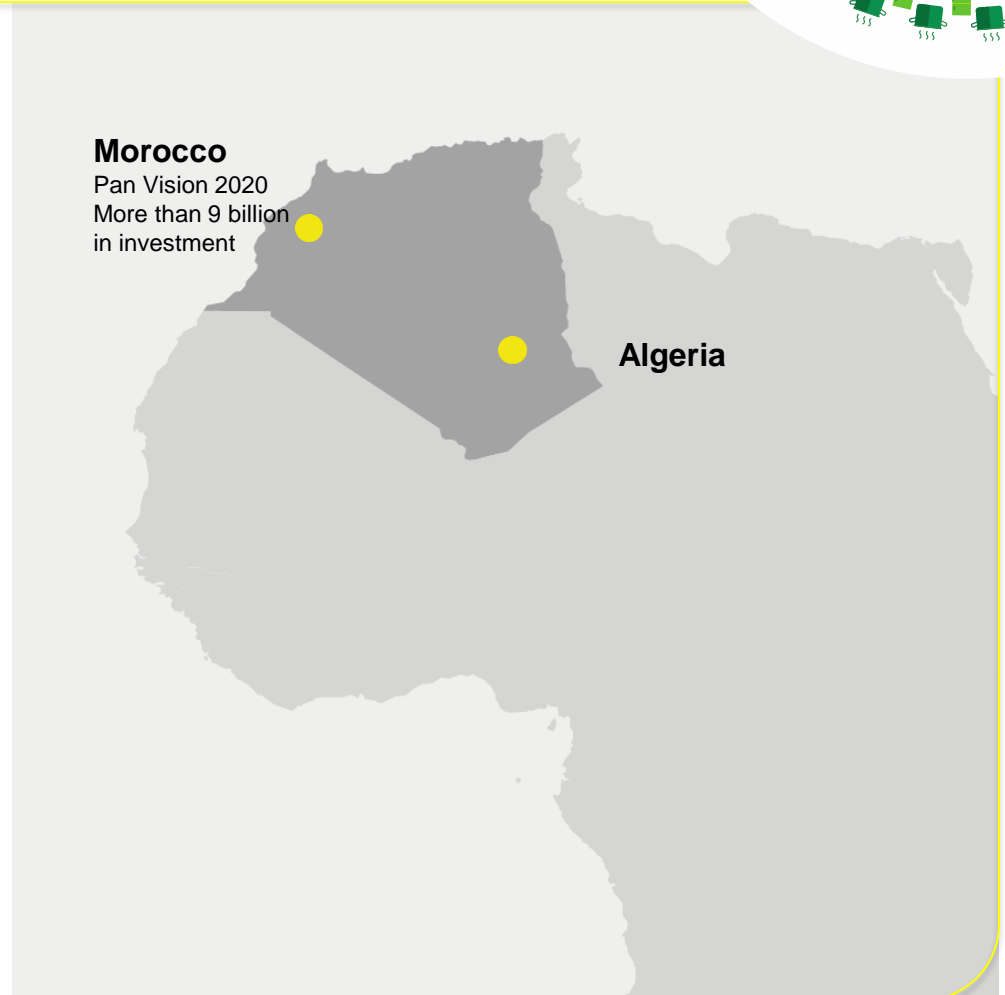 Morocco
Pan Vision 2020
More than 9 billion
in investment
Algeria